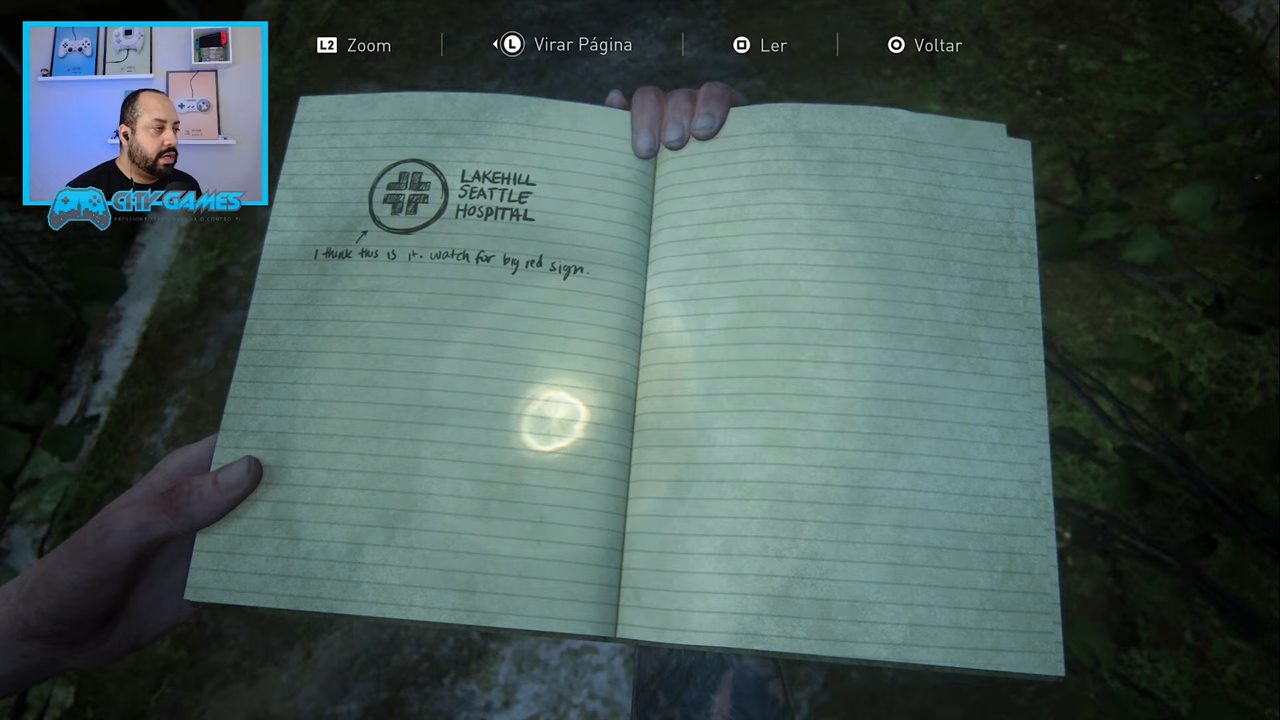 L2 Zoom
L Virar Página
Ler
Voltar
CHY-GAMES
LAKEHILL
SEATTLE
HOSPITAL
I think this is it. watch for big red sign.